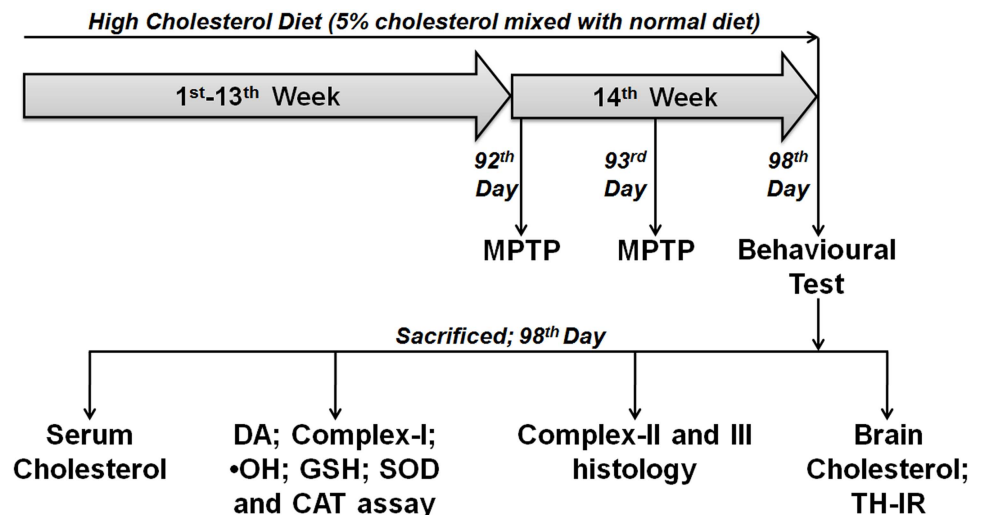 High Cholesterol Diet (5% cholesterol mixed with normal diet)
1st-13th Week
14th Week
92th
Day
93rd
Day
98th
Day
MPTP
MPTP
Behavioural
Test
Sacrificed; 98th Day
Serum
Cholesterol
DA; Complex-I;
•OH; GSH; SOD
and CAT assay
Complex-II and III
histology
Brain
Cholesterol;
TH-IR